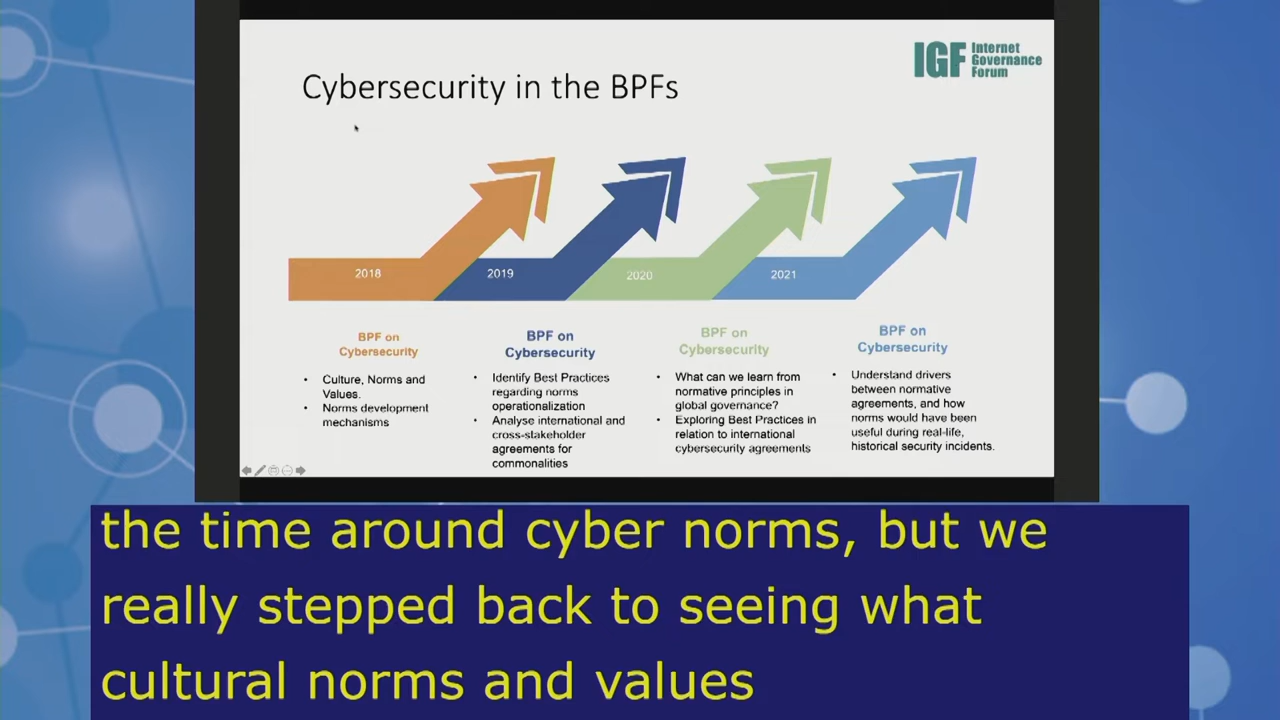 IGF Internet
Governance
Forum
Cybersecurity in the BPFs
2018
2019
2020
2021
BPF on
Cybersecurity
• Culture, Norms and
Values.
• Norms development
mechanisms
BPF on
Cybersecurity
• Identify Best Practices
regarding norms
operationalization
• Analyse international and
cross-stakeholder
agreements for
commonalities
BPF on
Cybersecurity
• What can we learn from
normative principles in
global governance?
• Exploring Best Practices in
relation to international
cybersecurity agreements
BPF on
Cybersecurity
• Understand drivers
between normative
agreements, and how
norms would have been
useful during real-life,
historical security incidents.
the time around cyber norms, but we
really stepped back to seeing what
cultural norms and values